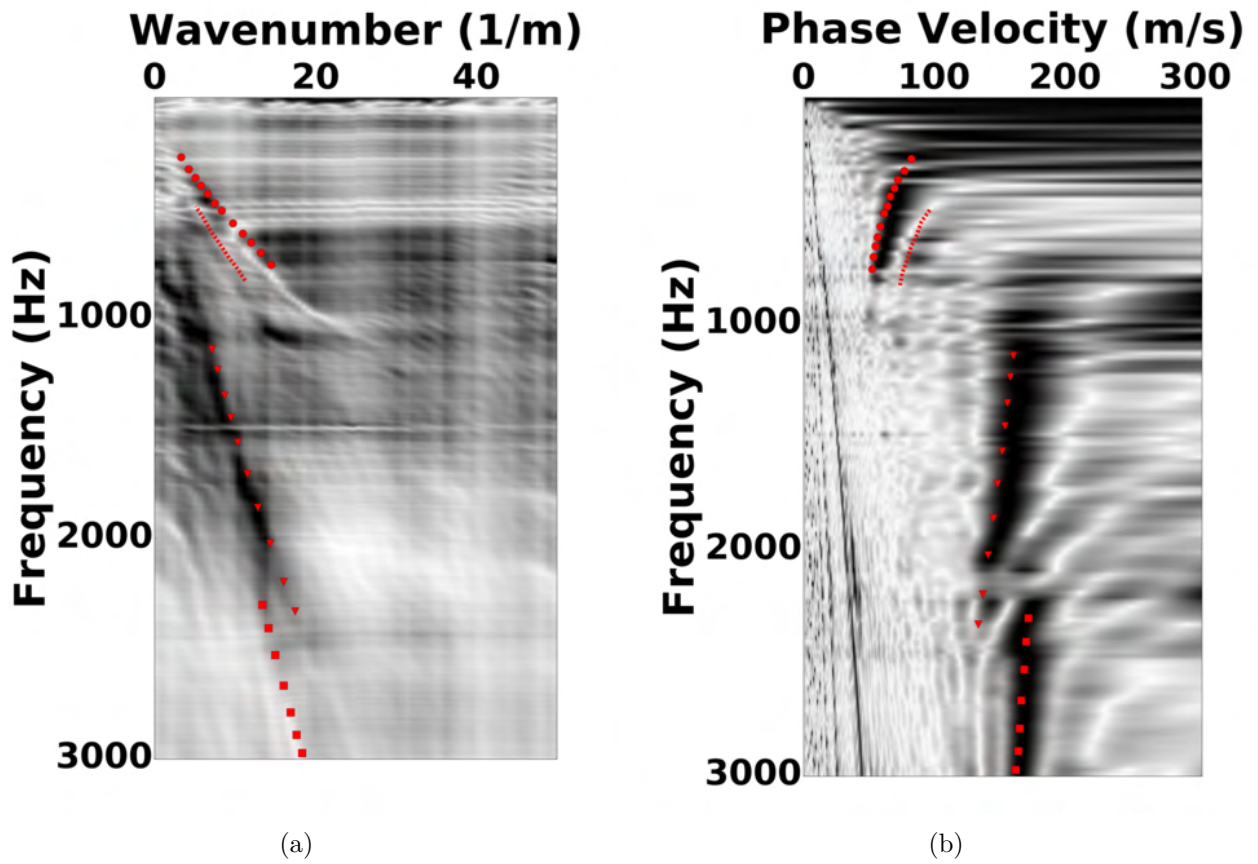 Wavenumber (1/m)
0 20 40
Frequency (Hz)
1000
2000
3000
(a)
Phase Velocity (m/s)
0 100 200 300
Frequency (Hz)
1000
2000
3000
(b)